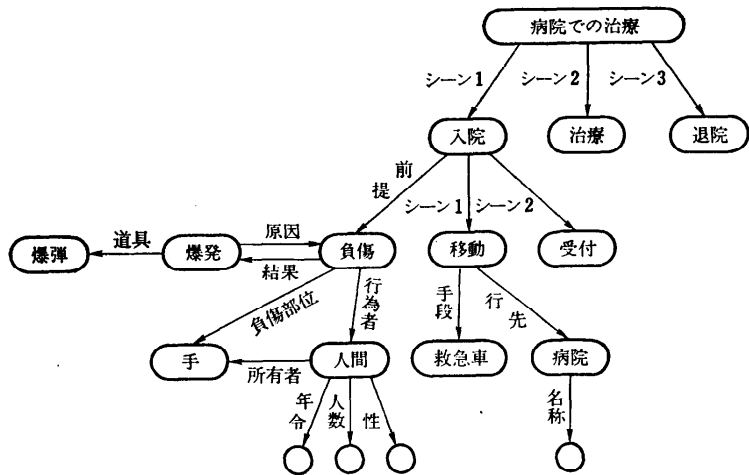 病院での治療
シーン1
シーン2
シーン3
入院
治療
退院
前提
シーン1
シーン2
爆弾
道具
爆発
原因
結果
負傷
移動
受付
負傷部位
行為者
手段
行先
手
所有者
人間
救急車
病院
年令
人数
性
名称